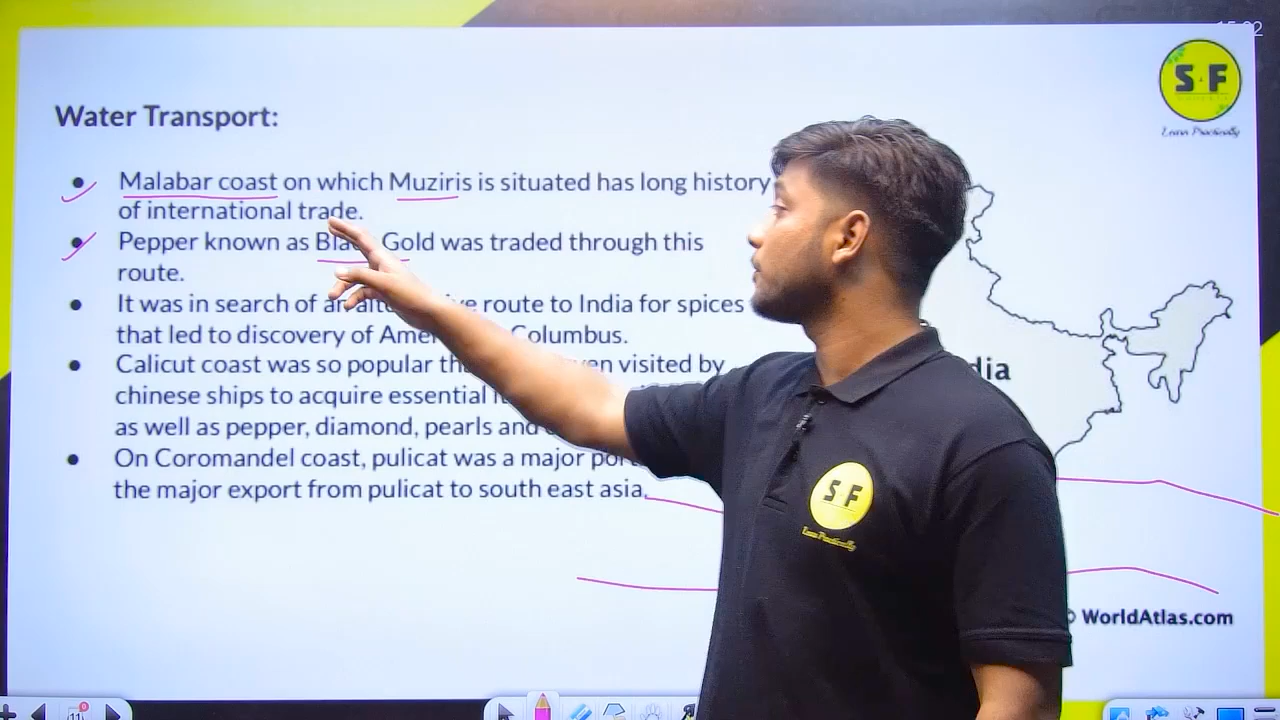 Water Transport:
Malabar coast on which Muziris is situated has long history
of international trade.
Pepper known as Gold was traded through this
route.
It was in search of route to India for spices
that led to discovery of Columbus.
Calicut coast was so popular visited by
chinese ships to acquire essential
as well as pepper, diamond, pearls and
On Coromandel coast, pulicat was a major
the major export from pulicat to south east asia.
S F
Learn Practically
S F
Learn Practically
WorldAtlas.com
11